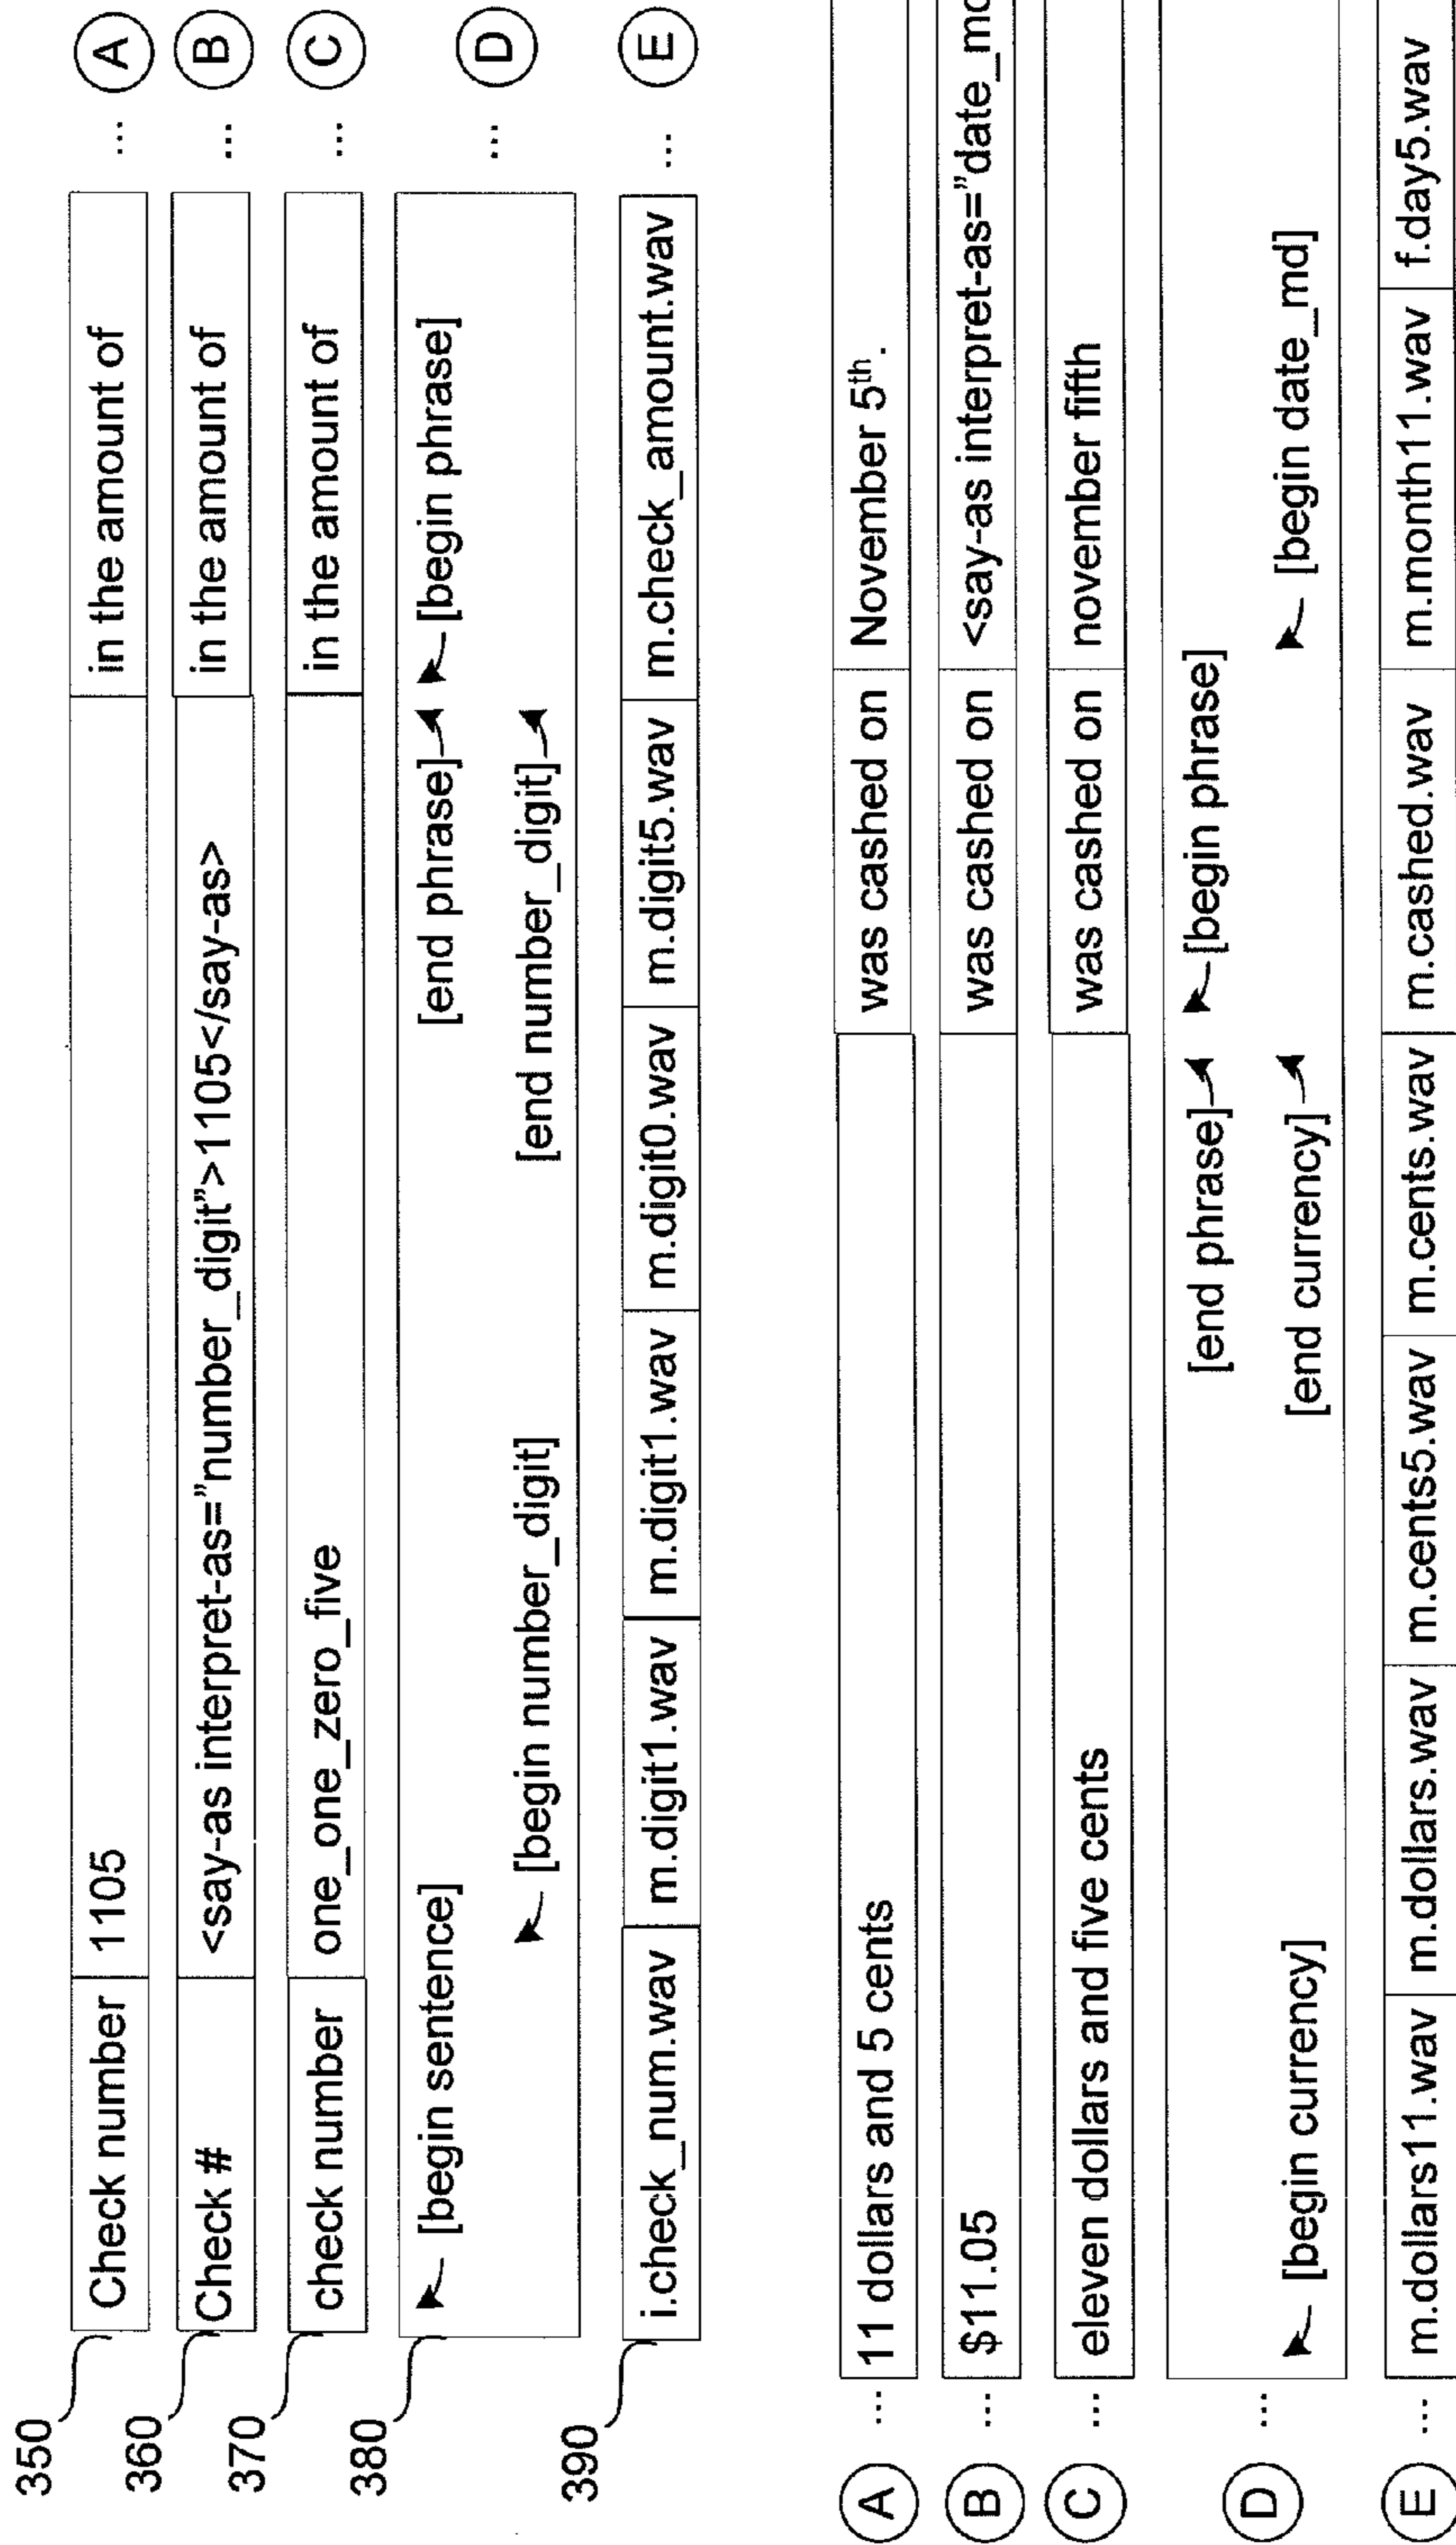 350 Check number 1105 in the amount of ... A
360 Check # <say-as interpret-as="number_digit">1105</say-as> in the amount of ... B
370 check number one_one_zero_five in the amount of ... C
380 [begin sentence] [end phrase] [begin phrase] ... D
[begin number_digit] [end number_digit]
390 i.check_num.wav m.digit1.wav m.digit1.wav m.digit0.wav m.digit5.wav m.check_amount.wav ... E
A ... 11 dollars and 5 cents was cashed on November 5th.
B ... $11.05 was cashed on <say-as interpret-as="date_md
C ... eleven dollars and five cents was cashed on november fifth
D ... [end phrase] [begin phrase]
[begin currency] [end currency] [begin date_md]
E ... m.dollars11.wav m.dollars.wav m.cents5.wav m.cents.wav m.cashed.wav m.month11.wav f.day5.wav